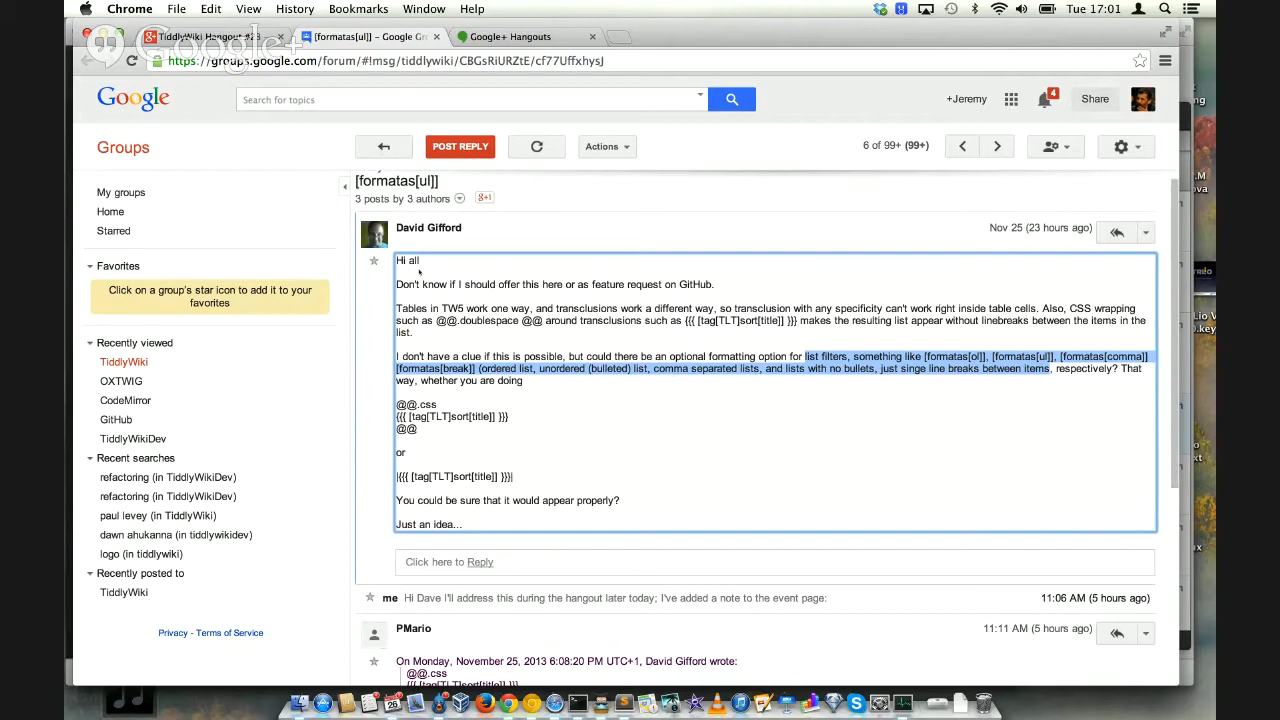 Chrome File Edit View History Bookmarks Window Help Tue 17:01
TiddlyWiki Hangout #23 [formatas[ul]] – Google Gr Google+ Hangouts
Google+
https://groups.google.com/forum/#!msg/tiddlywiki/CBGsRiURZtE/cf77UffxhysJ
Google Search for topics +Jeremy 4 Share
Groups POST REPLY Actions 6 of 99+ (99+)
[formatas[ul]]
3 posts by 3 authors g+1
My groups
Home
Starred
Favorites
Click on a group's star icon to add it to your
favorites
Recently viewed
TiddlyWiki
OXTWIG
CodeMirror
GitHub
TiddlyWikiDev
Recent searches
refactoring (in TiddlyWikiDev)
refactoring (in TiddlyWikiDev)
paul levey (in TiddlyWiki)
dawn ahukanna (in tiddlywikidev)
logo (in tiddlywiki)
Recently posted to
TiddlyWiki
Privacy - Terms of Service
David Gifford Nov 25 (23 hours ago)
Hi all
Don't know if I should offer this here or as feature request on GitHub.
Tables in TW5 work one way, and transclusions work a different way, so transclusion with any specificity can't work right inside table cells. Also, CSS wrapping
such as @@.doublespace @@ around transclusions such as {{{ [tag[TLT]sort[title]] }}} makes the resulting list appear without linebreaks between the items in the
list.
I don't have a clue if this is possible, but could there be an optional formatting option for list filters, something like [formatas[ol]], [formatas[ul]], [formatas[comma]]
[formatas[break]] (ordered list, unordered (bulleted) list, comma separated lists, and lists with no bullets, just singe line breaks between items, respectively? That
way, whether you are doing
@@.css
{{{ [tag[TLT]sort[title]] }}}
@@
or
|{{{ [tag[TLT]sort[title]] }}}|
You could be sure that it would appear properly?
Just an idea...
Click here to Reply
me Hi Dave I'll address this during the hangout later today; I've added a note to the event page: 11:06 AM (5 hours ago)
PMario 11:11 AM (5 hours ago)
On Monday, November 25, 2013 6:08:20 PM UTC+1, David Gifford wrote:
@@.css
{{{ [tag[TLT]sort[title]] }}}